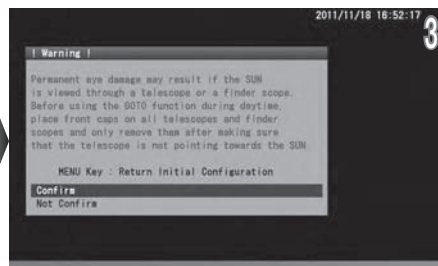 2011/11/18 16:52:17
3
! Warning !
Permanent eye damage may result if the SUN
is viewed through a telescope or a finder scope.
Before using the GOTO function during daytime,
place front caps on all telescopes and finder
scopes and only remove them after making sure
that the telescope is not pointing towards the SUN
MENU Key : Return Initial Configuration
Confirm
Not Confirm